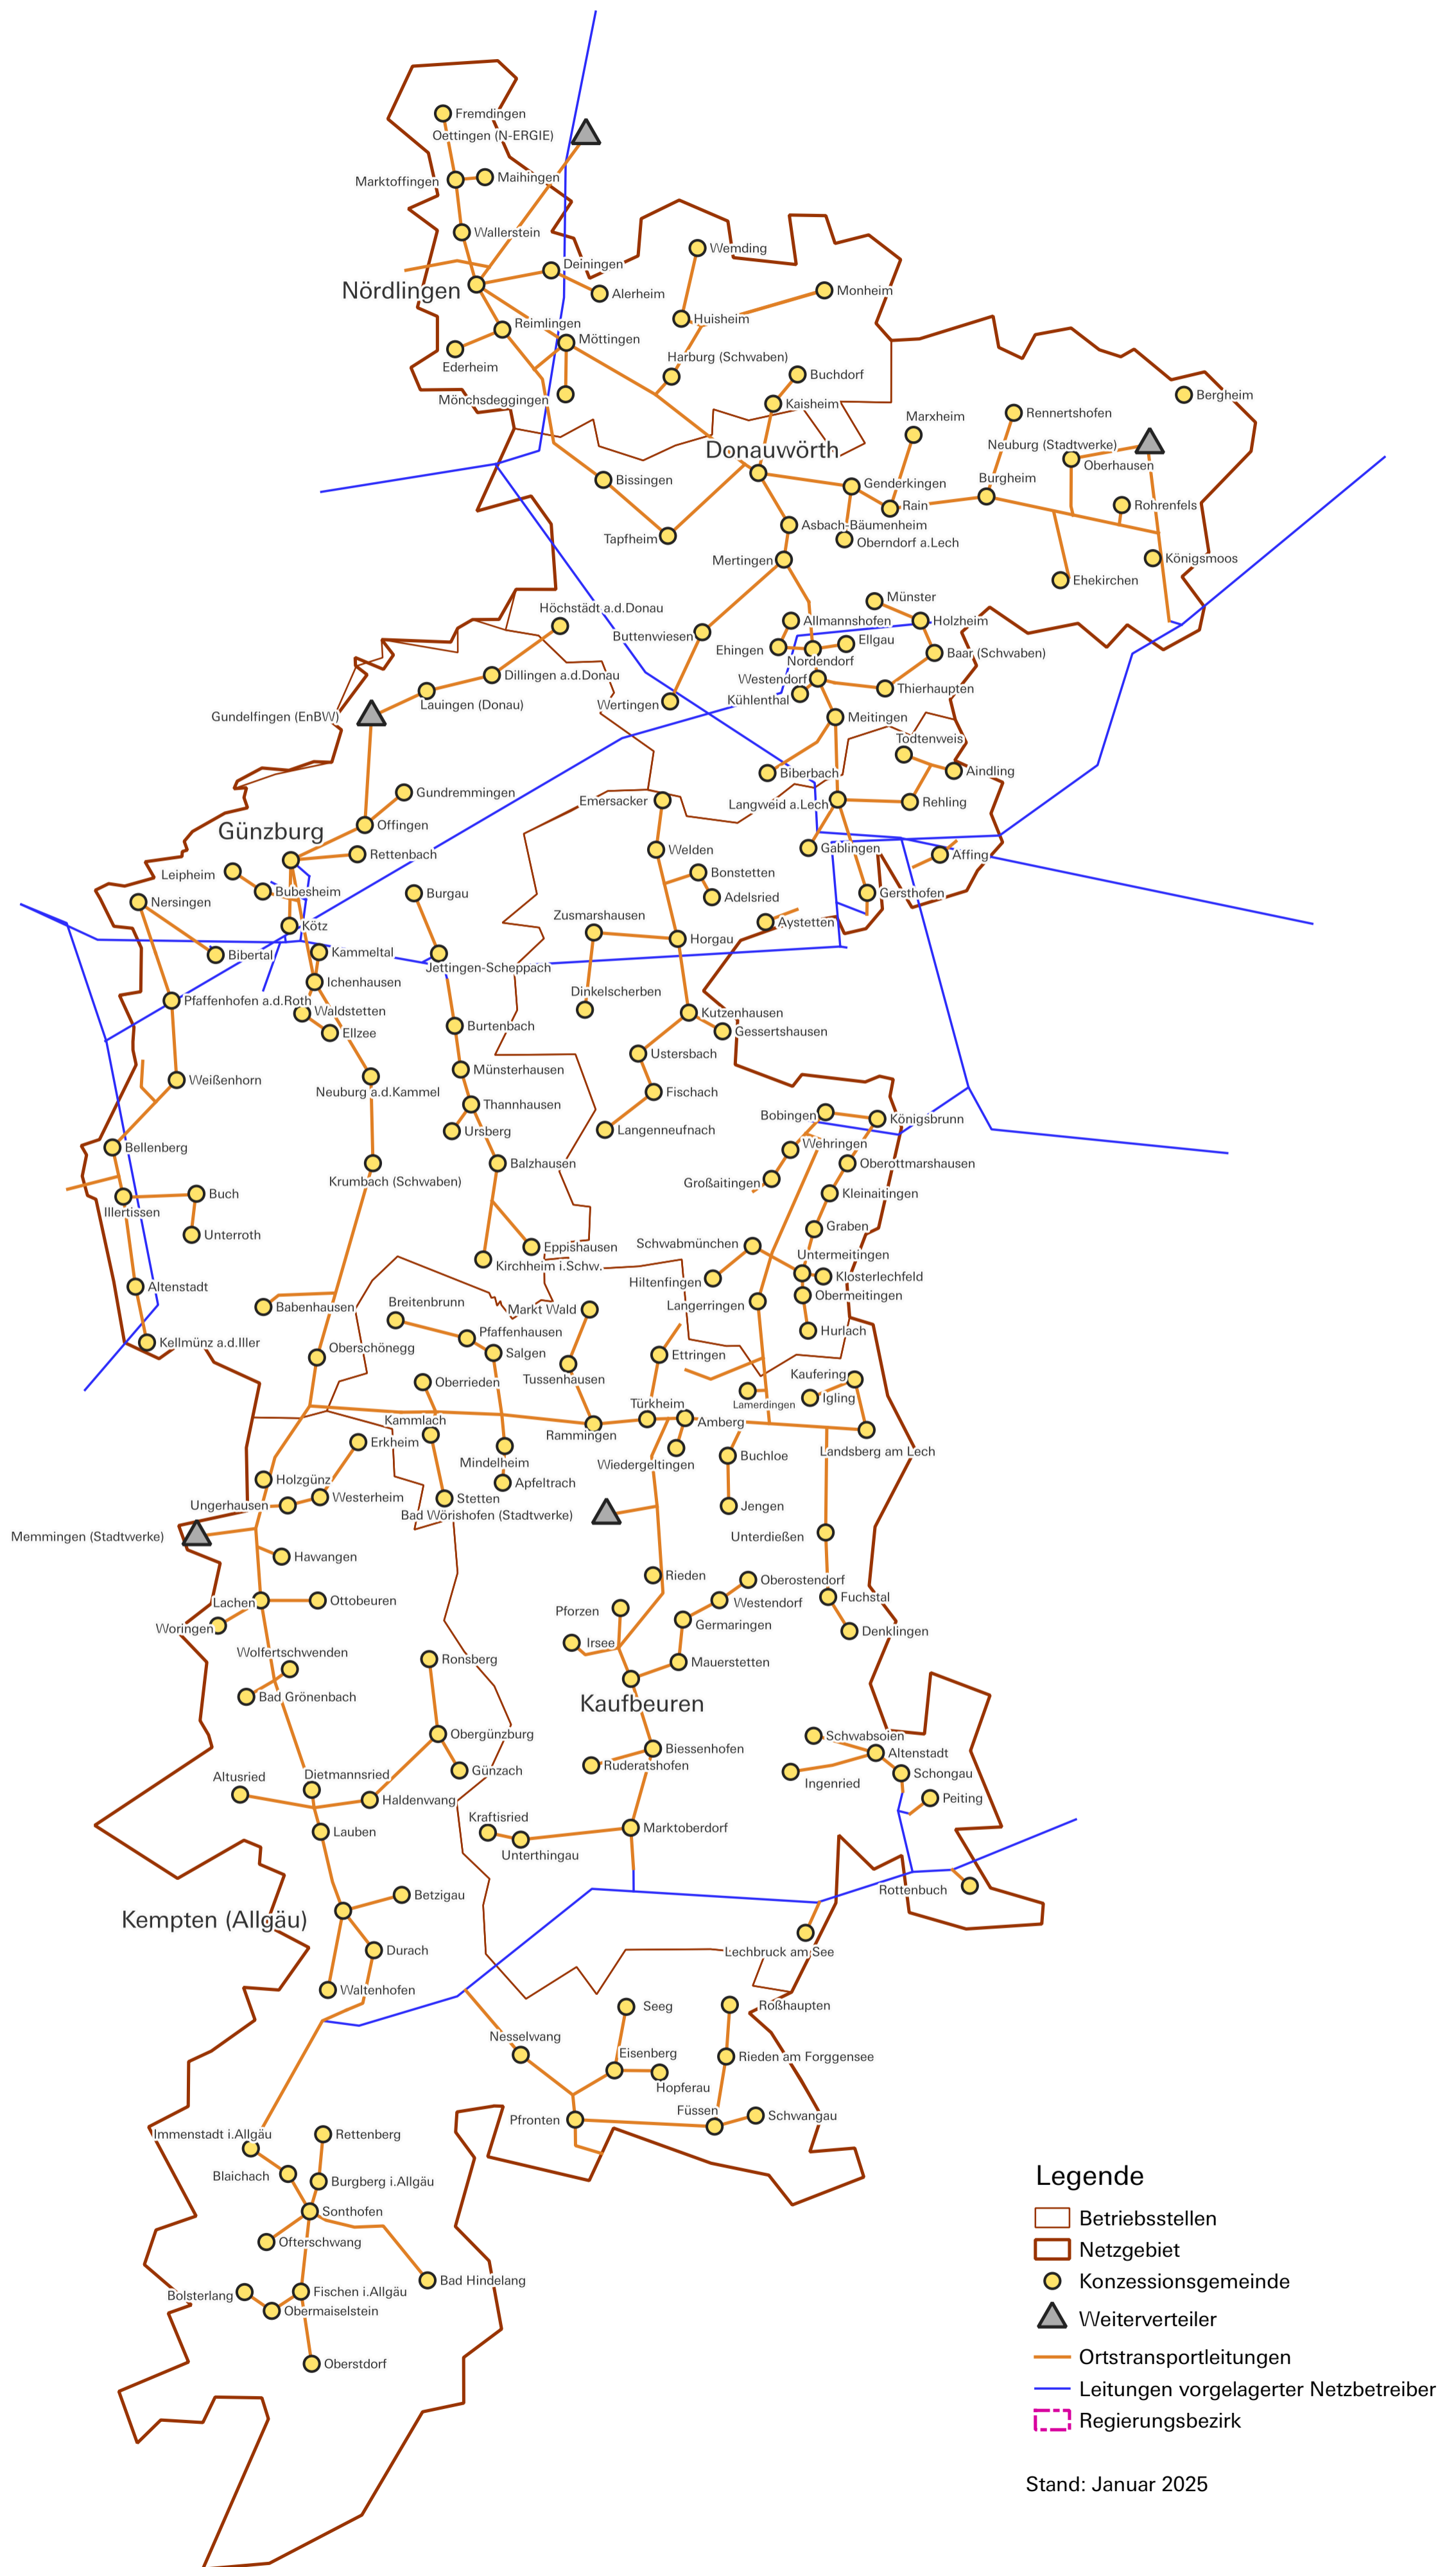 Fremdingen
Oettingen (N-ERGIE)
Maihingen
Marktoffingen
Wallerstein
Wemding
Deiningen
Nördlingen
Alerheim
Monheim
Huisheim
Reimlingen
Möttingen
Harburg (Schwaben)
Ederheim
Buchdorf
Mönchsdeggingen
Bergheim
Kaisheim
Rennertshofen
Marxheim
Donauwörth
Neuburg (Stadtwerke)
Oberhausen
Bissingen
Genderkingen
Burgheim
Rain
Rohrenfels
Asbach-Bäumenheim
Tapfheim
Oberndorf a.Lech
Mertingen
Königsmoos
Ehekirchen
Münster
Höchstädt a.d.Donau
Allmannshofen
Holzheim
Buttenwiesen
Ellgau
Ehingen
Baar (Schwaben)
Nordendorf
Dillingen a.d.Donau
Westendorf
Thierhaupten
Kühlenthal
Lauingen (Donau)
Wertingen
Gundelfingen (EnBW)
Meitingen
Todtenweis
Biberbach
Aindling
Gundremmingen
Emersacker
Langweid a.Lech
Rehling
Offingen
Günzburg
Gablingen
Welden
Rettenbach
Affing
Leipheim
Bonstetten
Bubesheim
Burgau
Gersthofen
Adelsried
Nersingen
Zusmarshausen
Aystetten
Kötz
Horgau
Kammeltal
Bibertal
Jettingen-Scheppach
Ichenhausen
Dinkelscherben
Pfaffenhofen a.d.Roth
Waldstetten
Kutzenhausen
Burtenbach
Gessertshausen
Ellzee
Ustersbach
Münsterhausen
Weißenhorn
Neuburg a.d.Kammel
Fischach
Thannhausen
Bobingen
Königsbrunn
Ursberg
Langenneufnach
Wehringen
Bellenberg
Balzhausen
Oberottmarshausen
Krumbach (Schwaben)
Großaitingen
Buch
Kleinaitingen
Illertissen
Graben
Unterroth
Schwabmünchen
Eppishausen
Untermeitingen
Kirchheim i.Schw.
Klosterlechfeld
Hiltenfingen
Altenstadt
Obermeitingen
Breitenbrunn
Babenhausen
Markt Wald
Langerringen
Pfaffenhausen
Hurlach
Kellmünz a.d.Iller
Oberschönegg
Salgen
Ettringen
Tussenhausen
Kaufering
Oberrieden
Igling
Türkheim
Lamerdingen
Kammlach
Amberg
Rammingen
Erkheim
Landsberg am Lech
Mindelheim
Wiedergeltingen
Buchloe
Holzgünz
Apfeltrach
Westerheim
Stetten
Ungerhausen
Jengen
Bad Wörishofen (Stadtwerke)
Memmingen (Stadtwerke)
Unterdießen
Hawangen
Rieden
Oberostendorf
Fuchstal
Lachen
Ottobeuren
Westendorf
Pforzen
Woringen
Germaringen
Denklingen
Irsee
Wolfertschwenden
Ronsberg
Mauerstetten
Bad Grönenbach
Kaufbeuren
Obergünzburg
Schwabsoien
Biessenhofen
Altenstadt
Ruderatshofen
Günzach
Schongau
Altusried
Dietmannsried
Ingenried
Haldenwang
Peiting
Kraftisried
Lauben
Marktoberdorf
Unterthingau
Rottenbuch
Betzigau
Kempten (Allgäu)
Durach
Lechbruck am See
Waltenhofen
Seeg
Roßhaupten
Nesselwang
Eisenberg
Rieden am Forggensee
Hopferau
Füssen
Schwangau
Pfronten
Immenstadt i.Allgäu
Rettenberg
Blaichach
Burgberg i.Allgäu
Legende
Sonthofen
Betriebsstellen
Ofterschwang
Netzgebiet
Bad Hindelang
Konzessionsgemeinde
Bolsterlang
Fischen i.Allgäu
Obermaiselstein
Weiterverteiler
Ortstransportleitungen
Oberstdorf
Leitungen vorgelagerter Netzbetreiber
Regierungsbezirk
Stand: Januar 2025